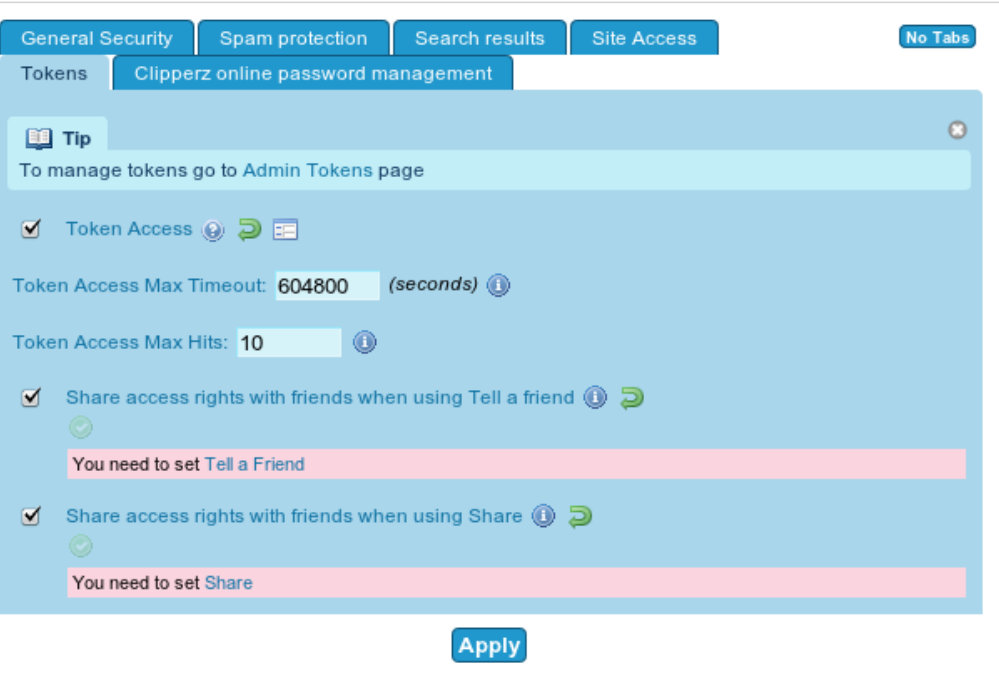 General Security Spam protection Search results Site Access No Tabs
Tokens Clipperz online password management
Tip
To manage tokens go to Admin Tokens page
Token Access
Token Access Max Timeout: 604800 (seconds)
Token Access Max Hits: 10
Share access rights with friends when using Tell a friend
You need to set Tell a Friend
Share access rights with friends when using Share
You need to set Share
Apply